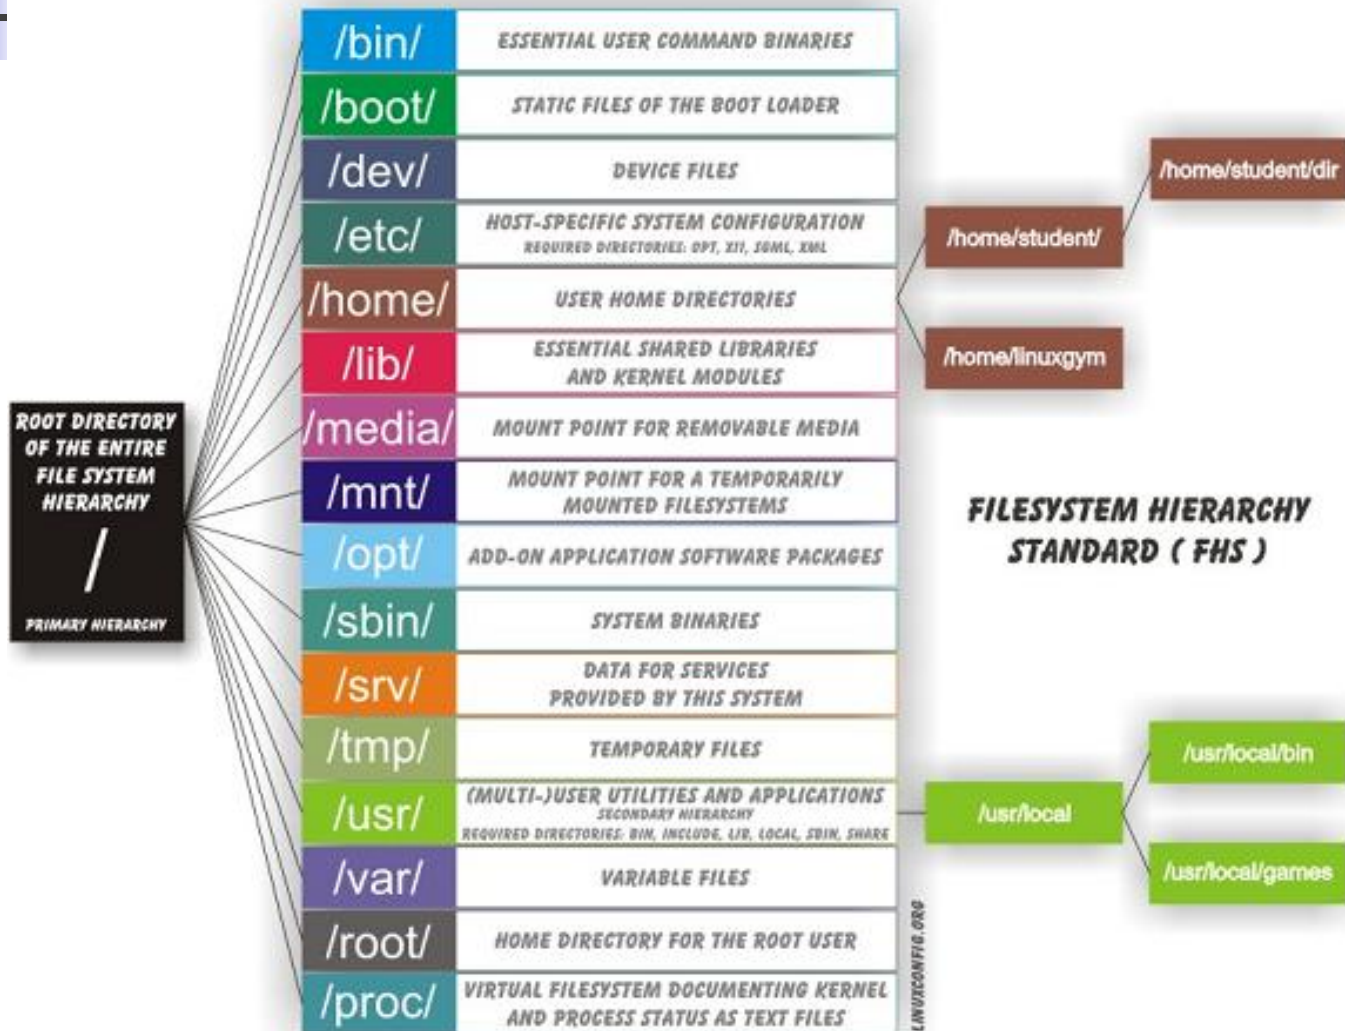 ROOT DIRECTORY
OF THE ENTIRE
FILE SYSTEM
HIERARCHY
/
PRIMARY HIERARCHY
/bin/
ESSENTIAL USER COMMAND BINARIES
/boot/
STATIC FILES OF THE BOOT LOADER
/dev/
DEVICE FILES
/etc/
HOST-SPECIFIC SYSTEM CONFIGURATION
REQUIRED DIRECTORIES: OPT, XII, SGML, XML
/home/
USER HOME DIRECTORIES
/lib/
ESSENTIAL SHARED LIBRARIES
AND KERNEL MODULES
/media/
MOUNT POINT FOR REMOVABLE MEDIA
/mnt/
MOUNT POINT FOR A TEMPORARILY
MOUNTED FILESYSTEMS
/opt/
ADD-ON APPLICATION SOFTWARE PACKAGES
/sbin/
SYSTEM BINARIES
/srv/
DATA FOR SERVICES
PROVIDED BY THIS SYSTEM
/tmp/
TEMPORARY FILES
/usr/
(MULTI-)USER UTILITIES AND APPLICATIONS
SECONDARY HIERARCHY
REQUIRED DIRECTORIES: BIN, INCLUDE, LIB, LOCAL, SBIN, SHARE
/var/
VARIABLE FILES
/root/
HOME DIRECTORY FOR THE ROOT USER
/proc/
VIRTUAL FILESYSTEM DOCUMENTING KERNEL
AND PROCESS STATUS AS TEXT FILES
/home/student/
/home/student/dir
/home/linuxgym
FILESYSTEM HIERARCHY
STANDARD ( FHS )
/usr/local
/usr/local/bin
/usr/local/games
LINUXCONFIG.ORG